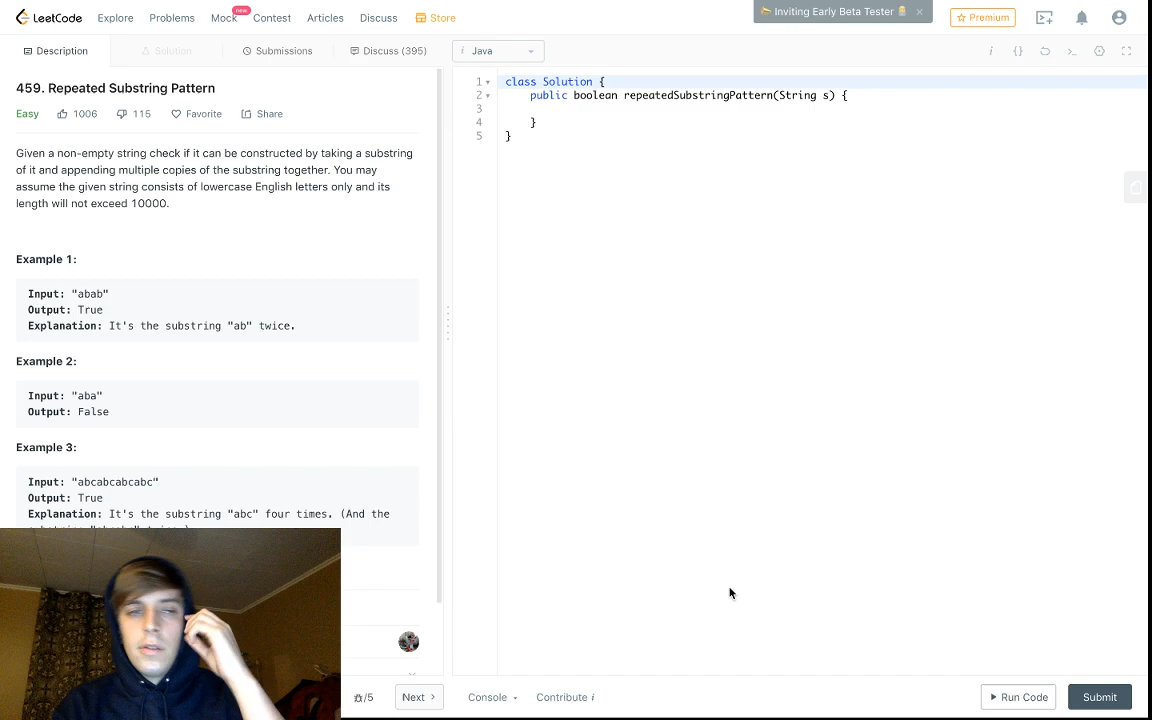 LeetCode Explore Problems Mock new Contest Articles Discuss Store Inviting Early Beta Tester Premium
Description Solution Submissions Discuss (395) i Java
459. Repeated Substring Pattern
Easy 1006 115 Favorite Share
Given a non-empty string check if it can be constructed by taking a substring
of it and appending multiple copies of the substring together. You may
assume the given string consists of lowercase English letters only and its
length will not exceed 10000.
Example 1:
Input: "abab"
Output: True
Explanation: It's the substring "ab" twice.
Example 2:
Input: "aba"
Output: False
Example 3:
Input: "abcabcabcabc"
Output: True
Explanation: It's the substring "abc" four times. (And the
1 class Solution {
2 public boolean repeatedSubstringPattern(String s) {
3
4 }
5 }
/5 Next Console Contribute i Run Code Submit